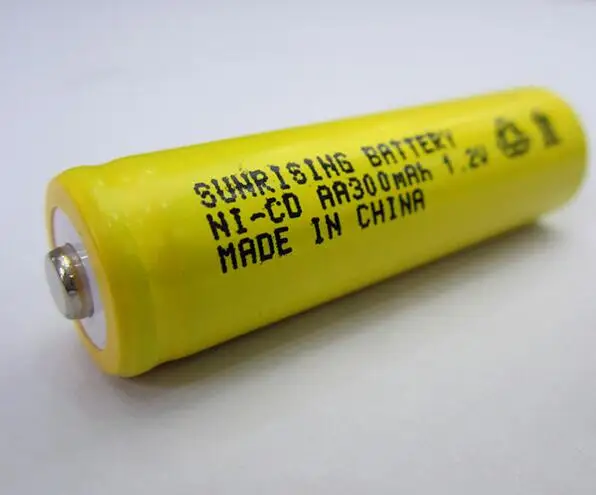 SUNRISING BATTERY
NI-CD AA300mAh 1.2V
MADE IN CHINA